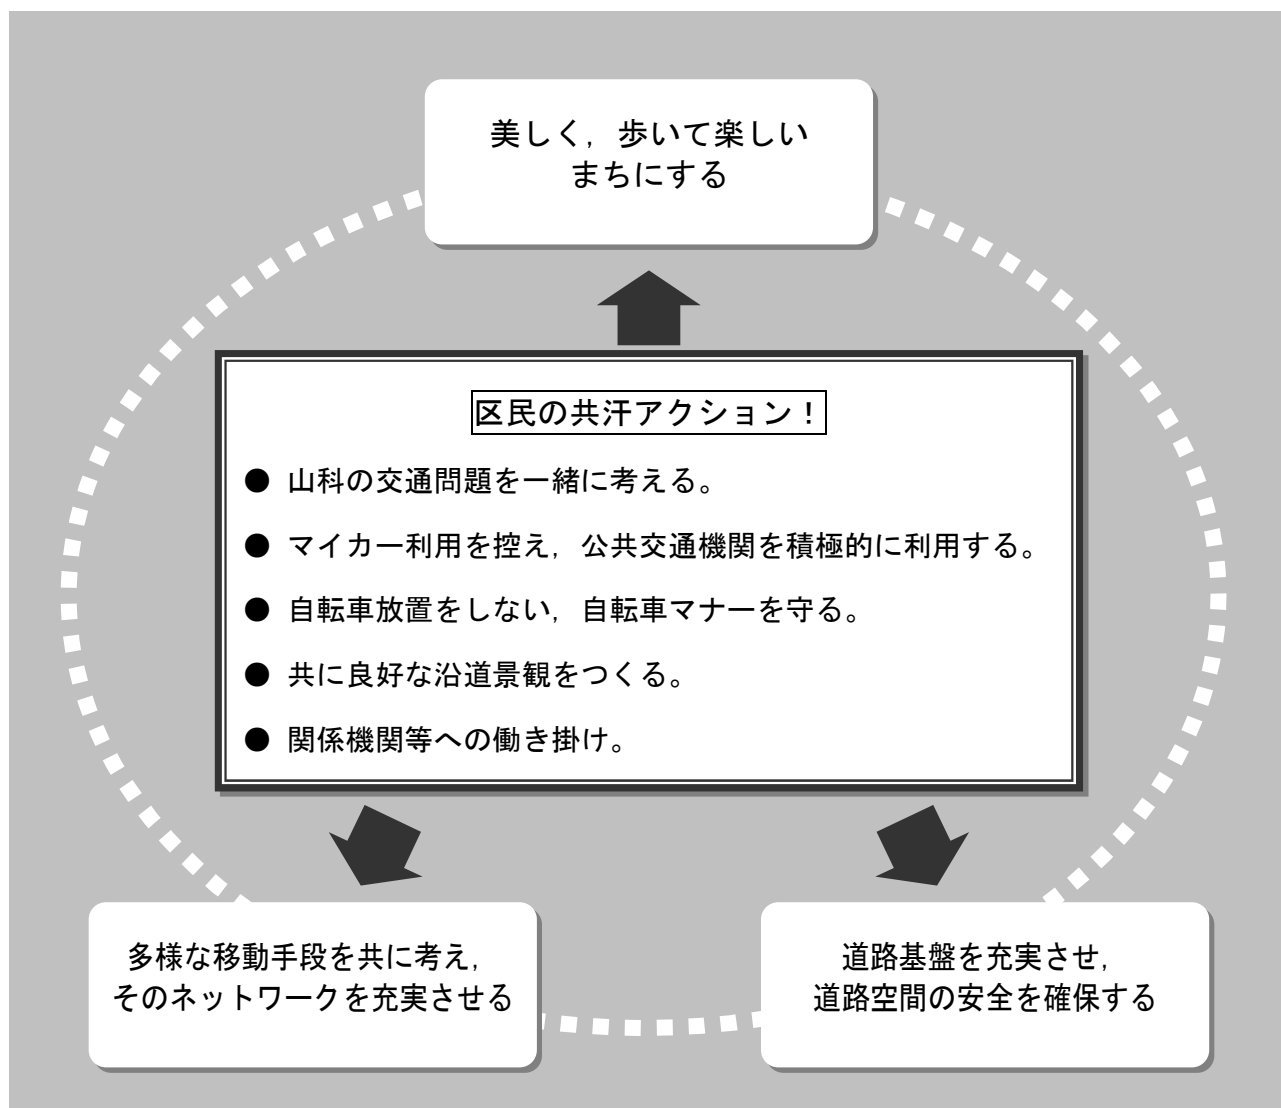 美しく，歩いて楽しい
まちにする
区民の共汗アクション！
● 山科の交通問題を一緒に考える。
● マイカー利用を控え，公共交通機関を積極的に利用する。
● 自転車放置をしない，自転車マナーを守る。
● 共に良好な沿道景観をつくる。
● 関係機関等への働き掛け。
多様な移動手段を共に考え，
そのネットワークを充実させる
道路基盤を充実させ，
道路空間の安全を確保する